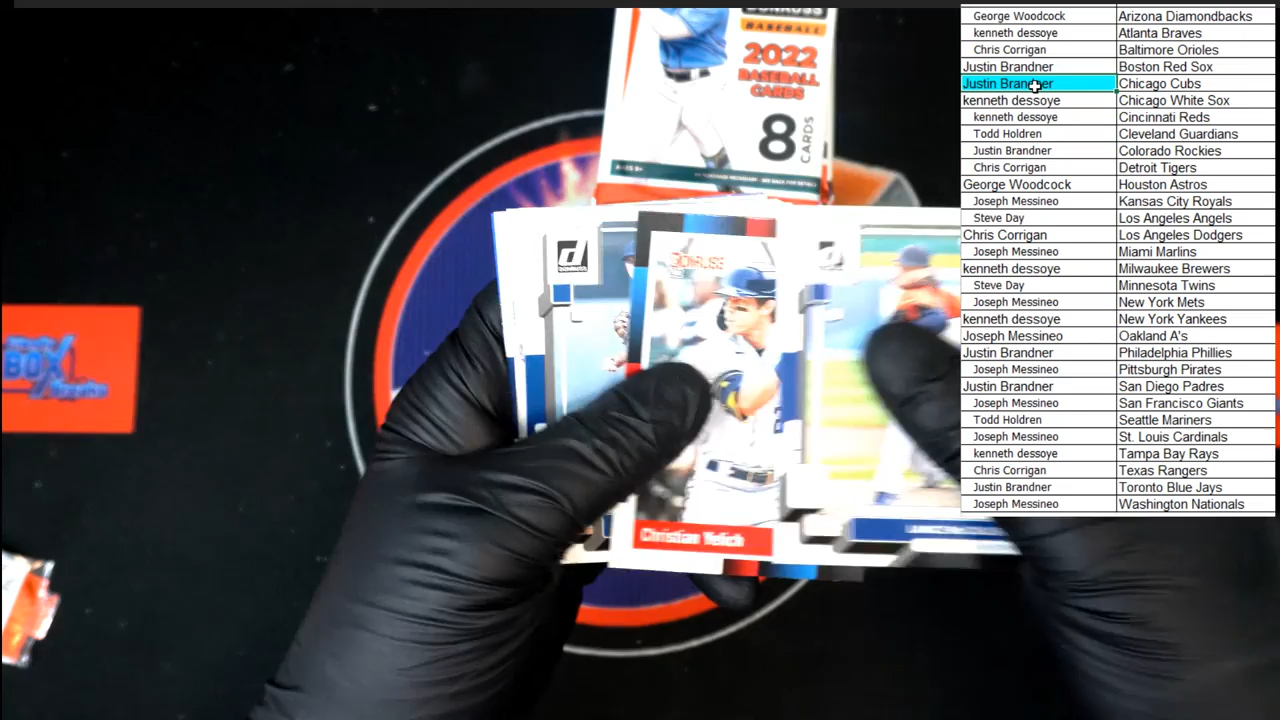 DONRUSS
BASEBALL
2022
BASEBALL
CARDS
8
CARDS
DONRUSS
Christian Yelich
BOX
George Woodcock Arizona Diamondbacks
kenneth dessoye Atlanta Braves
Chris Corrigan Baltimore Orioles
Justin Brandner Boston Red Sox
Justin Brandner Chicago Cubs
kenneth dessoye Chicago White Sox
kenneth dessoye Cincinnati Reds
Todd Holdren Cleveland Guardians
Justin Brandner Colorado Rockies
Chris Corrigan Detroit Tigers
George Woodcock Houston Astros
Joseph Messineo Kansas City Royals
Steve Day Los Angeles Angels
Chris Corrigan Los Angeles Dodgers
Joseph Messineo Miami Marlins
kenneth dessoye Milwaukee Brewers
Steve Day Minnesota Twins
Joseph Messineo New York Mets
kenneth dessoye New York Yankees
Joseph Messineo Oakland A's
Justin Brandner Philadelphia Phillies
Joseph Messineo Pittsburgh Pirates
Justin Brandner San Diego Padres
Joseph Messineo San Francisco Giants
Todd Holdren Seattle Mariners
Joseph Messineo St. Louis Cardinals
kenneth dessoye Tampa Bay Rays
Chris Corrigan Texas Rangers
Justin Brandner Toronto Blue Jays
Joseph Messineo Washington Nationals